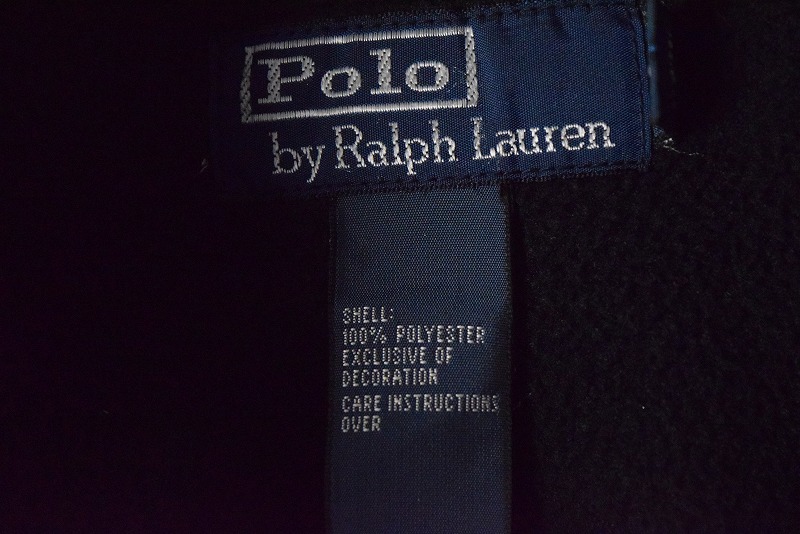 Polo
by Ralph Lauren
SHELL:
100% POLYESTER
EXCLUSIVE OF
DECORATION
CARE INSTRUCTIONS
OVER